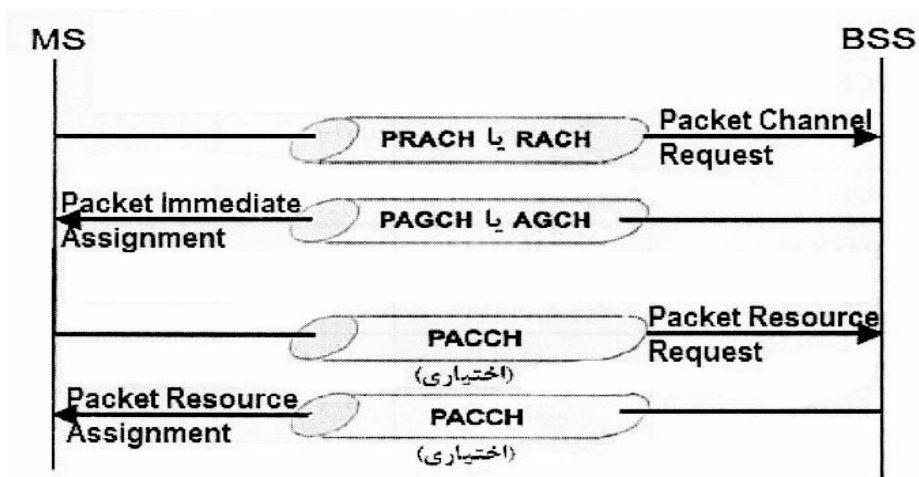 MS
BSS
PRACH یا RACH
Packet Channel
Request
Packet Immediate
Assignment
PAGCH یا AGCH
PACCH
(اختیاری)
Packet Resource
Request
Packet Resource
Assignment
PACCH
(اختیاری)